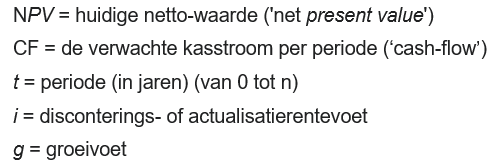 NPV = huidige netto-waarde ('net present value')
CF = de verwachte kasstroom per periode (‘cash-flow’)
t = periode (in jaren) (van 0 tot n)
i = disconterings- of actualisatierentevoet
g = groeivoet